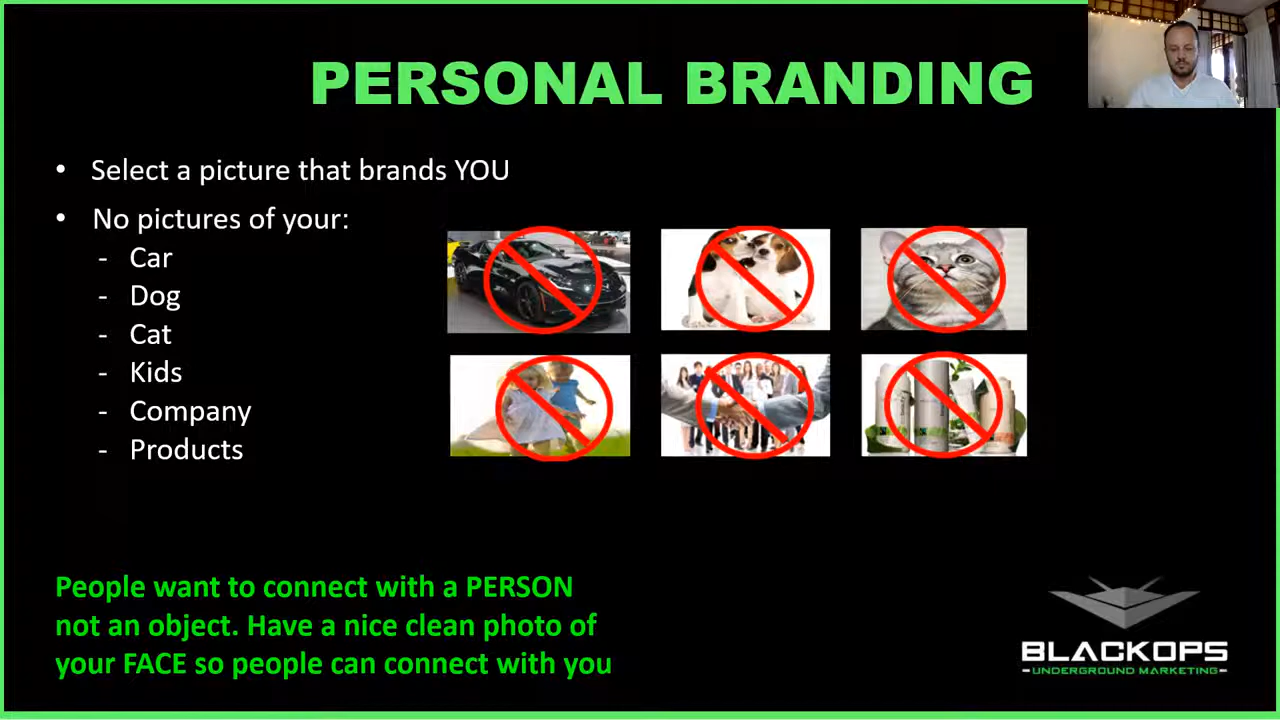 PERSONAL BRANDING
• Select a picture that brands YOU
• No pictures of your:
- Car
- Dog
- Cat
- Kids
- Company
- Products
People want to connect with a PERSON
not an object. Have a nice clean photo of
your FACE so people can connect with you
BLACKOPS
UNDERGROUND MARKETING